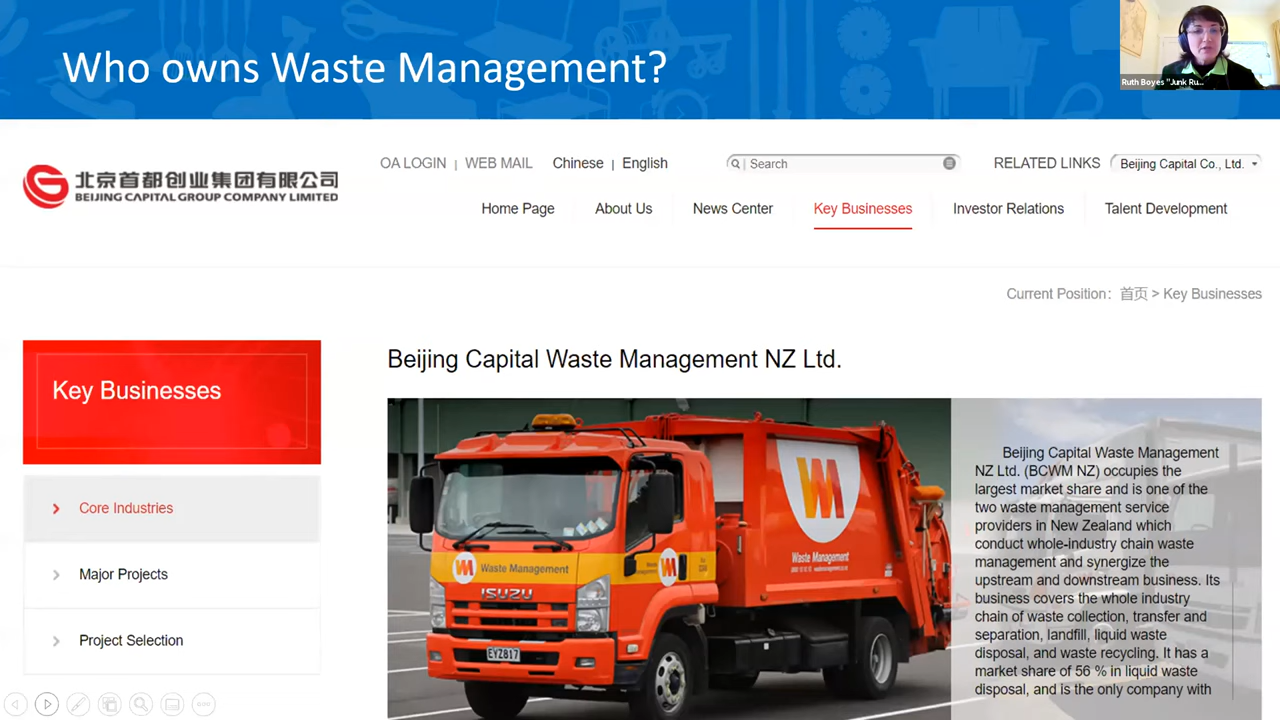 Who owns Waste Management?
Ruth Boyes "Junk Ru...
北京首都创业集团有限公司
BEIJING CAPITAL GROUP COMPANY LIMITED
OA LOGIN | WEB MAIL Chinese | English
Search
RELATED LINKS Beijing Capital Co., Ltd.
Home Page About Us News Center Key Businesses Investor Relations Talent Development
Current Position：首页 > Key Businesses
Key Businesses
Core Industries
Major Projects
Project Selection
Beijing Capital Waste Management NZ Ltd.
WM
Waste Management
WM
Waste Management
ISUZU
EYZ817
WM
Beijing Capital Waste Management
NZ Ltd. (BCWM NZ) occupies the
largest market share and is one of the
two waste management service
providers in New Zealand which
conduct whole-industry chain waste
management and synergize the
upstream and downstream business. Its
business covers the whole industry
chain of waste collection, transfer and
separation, landfill, liquid waste
disposal, and waste recycling. It has a
market share of 56 % in liquid waste
disposal, and is the only company with